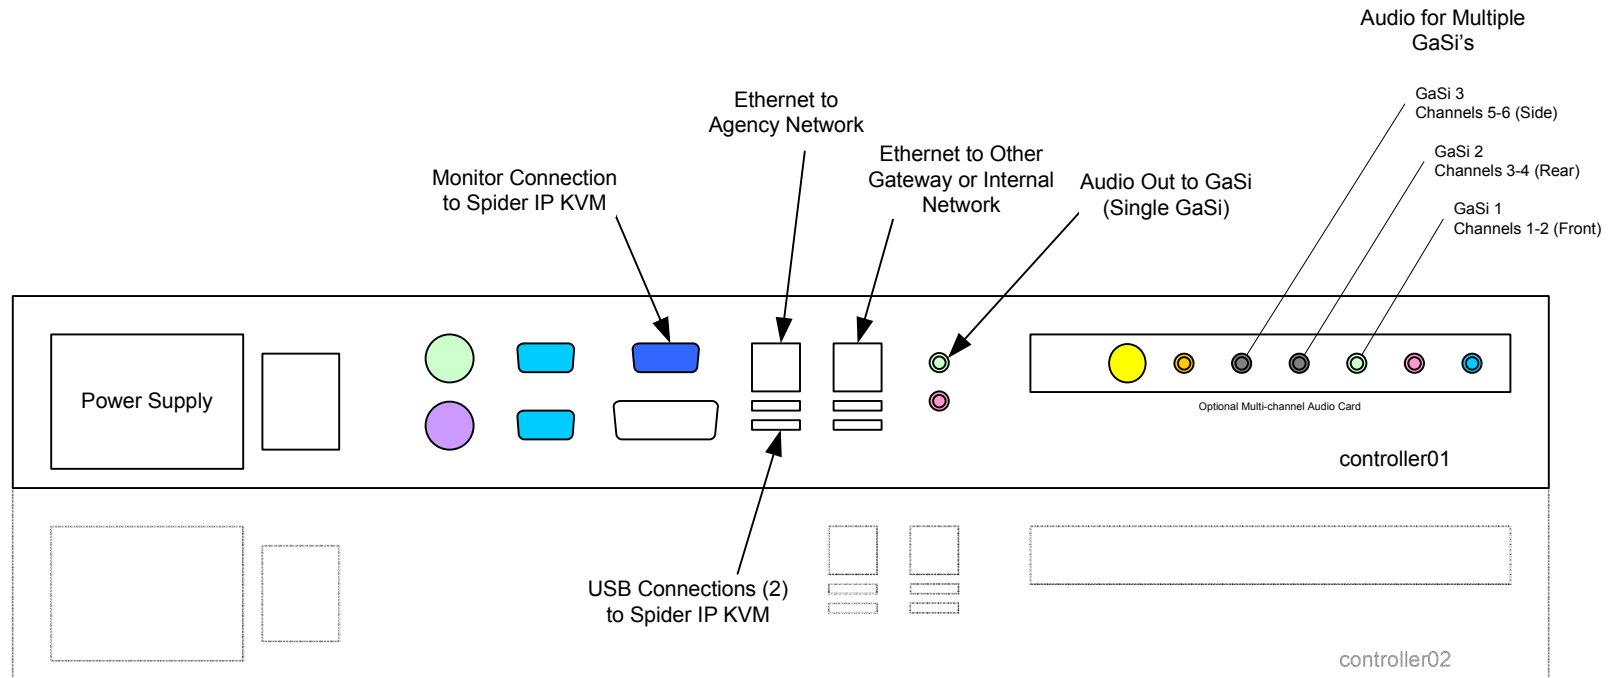 Audio for Multiple
GaSi's
GaSi 3
Channels 5-6 (Side)
Ethernet to
Agency Network
Ethernet to Other
Gateway or Internal
Network
GaSi 2
Channels 3-4 (Rear)
Monitor Connection
to Spider IP KVM
Audio Out to GaSi
(Single GaSi)
GaSi 1
Channels 1-2 (Front)
Power Supply
Optional Multi-channel Audio Card
controller01
USB Connections (2)
to Spider IP KVM
controller02